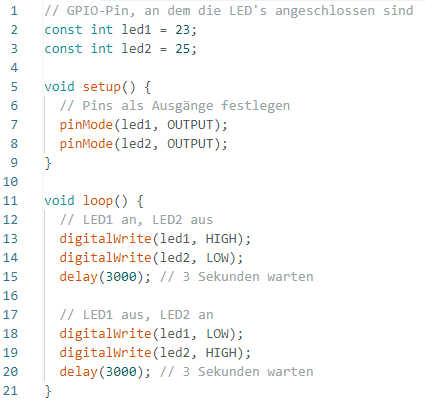 1 // GPIO-Pin, an dem die LED's angeschlossen sind
2 const int led1 = 23;
3 const int led2 = 25;
4
5 void setup() {
6 // Pins als Ausgänge festlegen
7 pinMode(led1, OUTPUT);
8 pinMode(led2, OUTPUT);
9 }
10
11 void loop() {
12 // LED1 an, LED2 aus
13 digitalWrite(led1, HIGH);
14 digitalWrite(led2, LOW);
15 delay(3000); // 3 Sekunden warten
16
17 // LED1 aus, LED2 an
18 digitalWrite(led1, LOW);
19 digitalWrite(led2, HIGH);
20 delay(3000); // 3 Sekunden warten
21 }